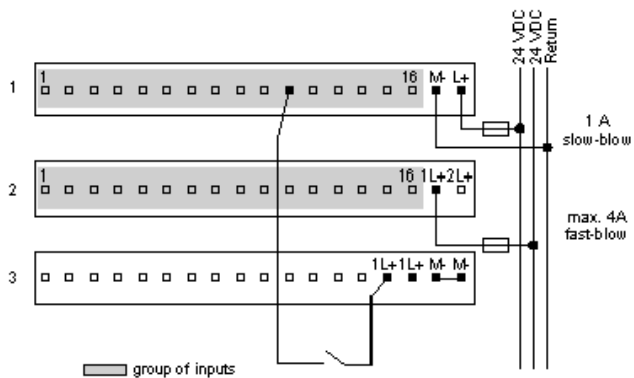 24 VDC
24 VDC
Return
1
1
16
M-
L+
1 A
slow-blow
2
1
16
1L+
2L+
max. 4A
fast-blow
3
1L+
1L+
M-
M-
group of inputs